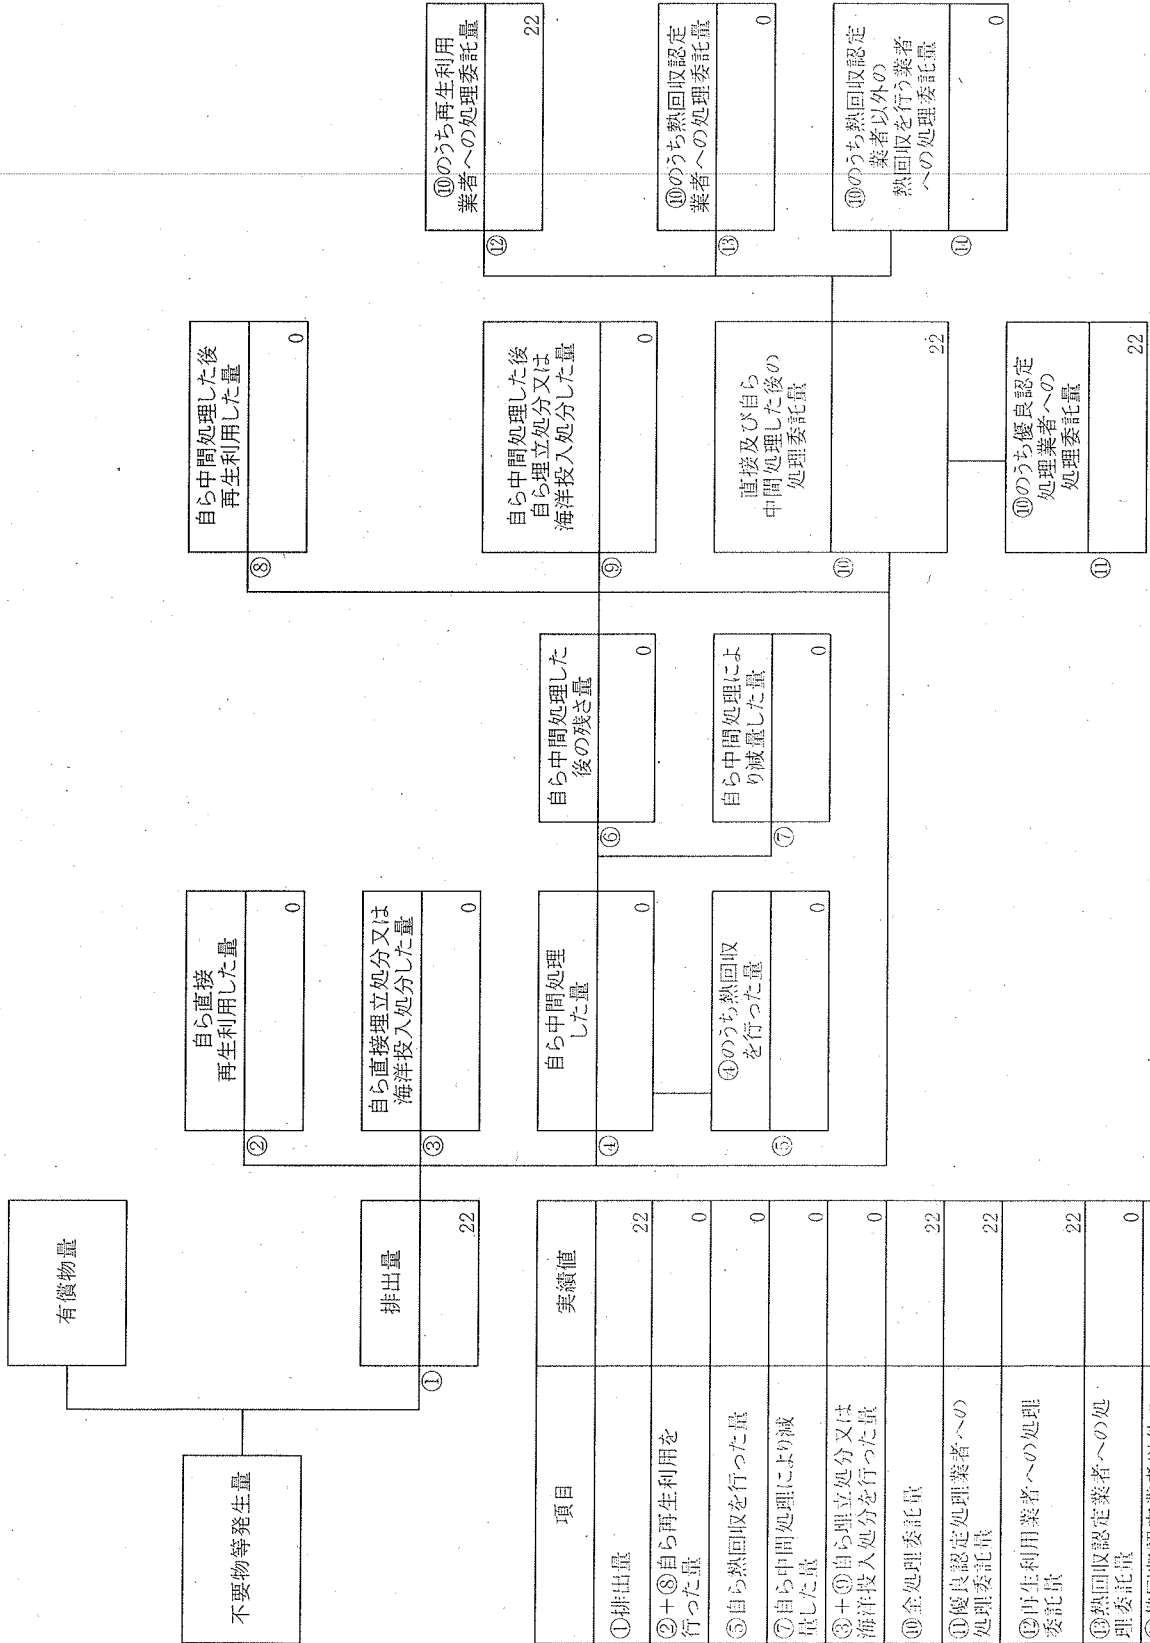 不要物等発生量
有償物量
排出量
①
22
②
自ら直接
再生利用した量
0
③
自ら直接埋立処分又は
海洋投入処分した量
0
④
自ら中間処理
した量
0
⑤
④のうち熱回収
を行った量
0
⑥
自ら中間処理した
後の残さ量
0
⑦
自ら中間処理によ
り減量した量
0
⑧
自ら中間処理した後
再生利用した量
0
⑨
自ら中間処理した後
自ら埋立処分又は
海洋投入処分した量
0
⑩
直接及び自ら
中間処理した後の
処理委託量
22
⑪
⑩のうち優良認定
処理業者への
処理委託量
22
⑫
⑩のうち再生利用
業者への処理委託量
22
⑬
⑩のうち熱回収認定
業者への処理委託量
0
⑭
⑩のうち熱回収認定
業者以外の
熱回収を行う業者
への処理委託量
0
項目 実績値
①排出量 22
②+⑧自ら再生利用を
行った量 0
⑤自ら熱回収を行った量 0
⑦自ら中間処理により減
量した量 0
③+⑨自ら埋立処分又は
海洋投入処分を行った量 0
⑩全処理委託量 22
⑪優良認定処理業者への
処理委託量 22
⑫再生利用業者への処理
委託量 22
⑬熱回収認定業者への処
理委託量 0